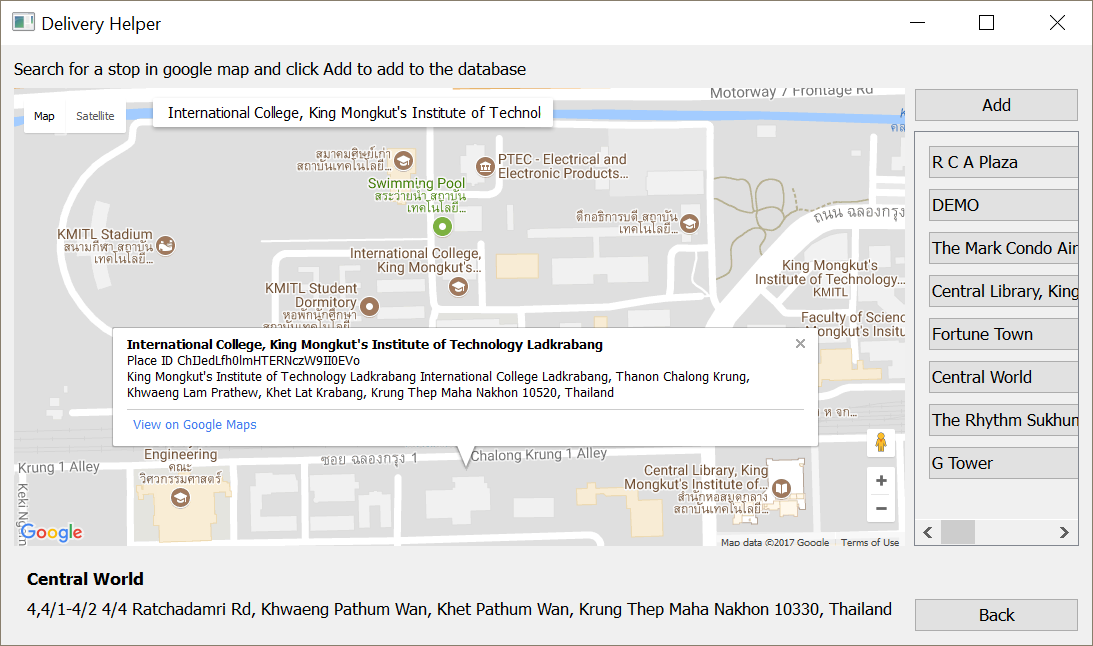 Delivery Helper
Search for a stop in google map and click Add to add to the database
Map
Satellite
International College, King Mongkut's Institute of Technol
Motorway 7 Frontage Rd
Add
R C A Plaza
DEMO
The Mark Condo Air
Central Library, King
Fortune Town
Central World
The Rhythm Sukhum
G Tower
สมาคมศิษย์เก่า
สถาบันเทคโนโลยี...
PTEC - Electrical and
Electronic Products...
Swimming Pool
สระว่ายน้ำ สถาบัน
เทคโนโลยี...
ตึกอธิการบดี สถาบัน
เทคโนโลยี...
ถนน ฉลองกรุง
KMITL Stadium
สนามกีฬา สถาบัน
เทคโนโลยี...
International College,
King Mongkut's...
King Mongkut's
Institute of Technology...
KMITL
KMITL Student
Dormitory
หอพักนักศึกษา
สถาบันเทคโนโลยี...
Faculty of Scienc
Mongkut's Insitu
International College, King Mongkut's Institute of Technology Ladkrabang
King Mongkut's Institute of Technology Ladkrabang International College Ladkrabang, Thanon Chalong Krung,
Khwaeng Lam Prathew, Khet Lat Krabang, Krung Thep Maha Nakhon 10520, Thailand
View on Google Maps
Krung 1 Alley
Engineering
คณะ
วิศวกรรมศาสตร์
ซอย ฉลองกรุง 1
Chalong Krung 1 Alley
Central Library, King
Mongkut's Institute of...
สำนักหอสมุดกลาง
สถาบันเทคโนโลยี...
Google
Map data ©2017 Google
Terms of Use
Central World
4,4/1-4/2 4/4 Ratchadamri Rd, Khwaeng Pathum Wan, Khet Pathum Wan, Krung Thep Maha Nakhon 10330, Thailand
Back